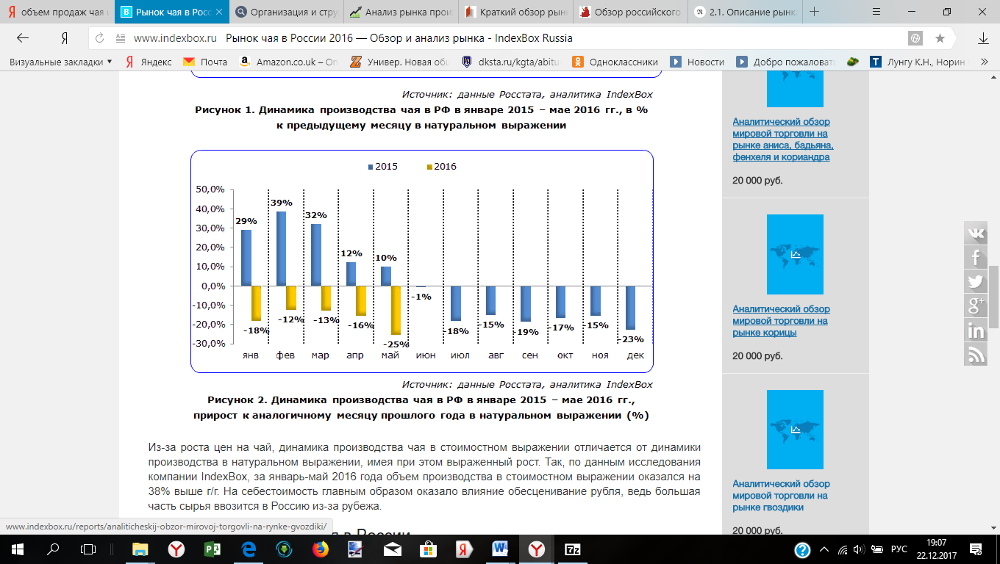 объем продаж чая и
Рынок чая в Росс
Организация и стру
Анализ рынка прои
Краткий обзор рын
Обзор российского
2.1. Описание рынк
www.indexbox.ru Рынок чая в России 2016 — Обзор и анализ рынка - IndexBox Russia
Визуальные закладки
Яндекс
Почта
Amazon.co.uk – On
Универ. Новая общ
dksta.ru/kgta/abitu
Одноклассники
Новости
Добро пожаловать
Лунгу К.Н., Норин
Источник: данные Росстата, аналитика IndexBox
Рисунок 1. Динамика производства чая в РФ в январе 2015 – мае 2016 гг., в %
к предыдущему месяцу в натуральном выражении
2015 2016
50,0%
40,0%
30,0%
20,0%
10,0%
0,0%
-10,0%
-20,0%
-30,0%
29% 39% 32% 12% 10% -1% -18% -15% -19% -17% -15% -23%
-18% -12% -13% -16% -25%
янв фев мар апр май июн июл авг сен окт ноя дек
Источник: данные Росстата, аналитика IndexBox
Рисунок 2. Динамика производства чая в РФ в январе 2015 – мае 2016 гг.,
прирост к аналогичному месяцу прошлого года в натуральном выражении (%)
Из-за роста цен на чай, динамика производства чая в стоимостном выражении отличается от динамики
производства в натуральном выражении, имея при этом выраженный рост. Так, по данным исследования
компании IndexBox, за январь-май 2016 года объем производства в стоимостном выражении оказался на
38% выше г/г. На себестоимость главным образом оказало влияние обесценивание рубля, ведь большая
часть сырья ввозится в Россию из-за рубежа.
в России
Аналитический обзор
мировой торговли на
рынке аниса, бадьяна,
фенхеля и кориандра
20 000 руб.
Аналитический обзор
мировой торговли на
рынке корицы
20 000 руб.
Аналитический обзор
мировой торговли на
рынке гвоздики
20 000 руб.
www.indexbox.ru/reports/analiticheskij-obzor-mirovoj-torgovli-na-rynke-gvozdiki/
РУС
19:07
22.12.2017